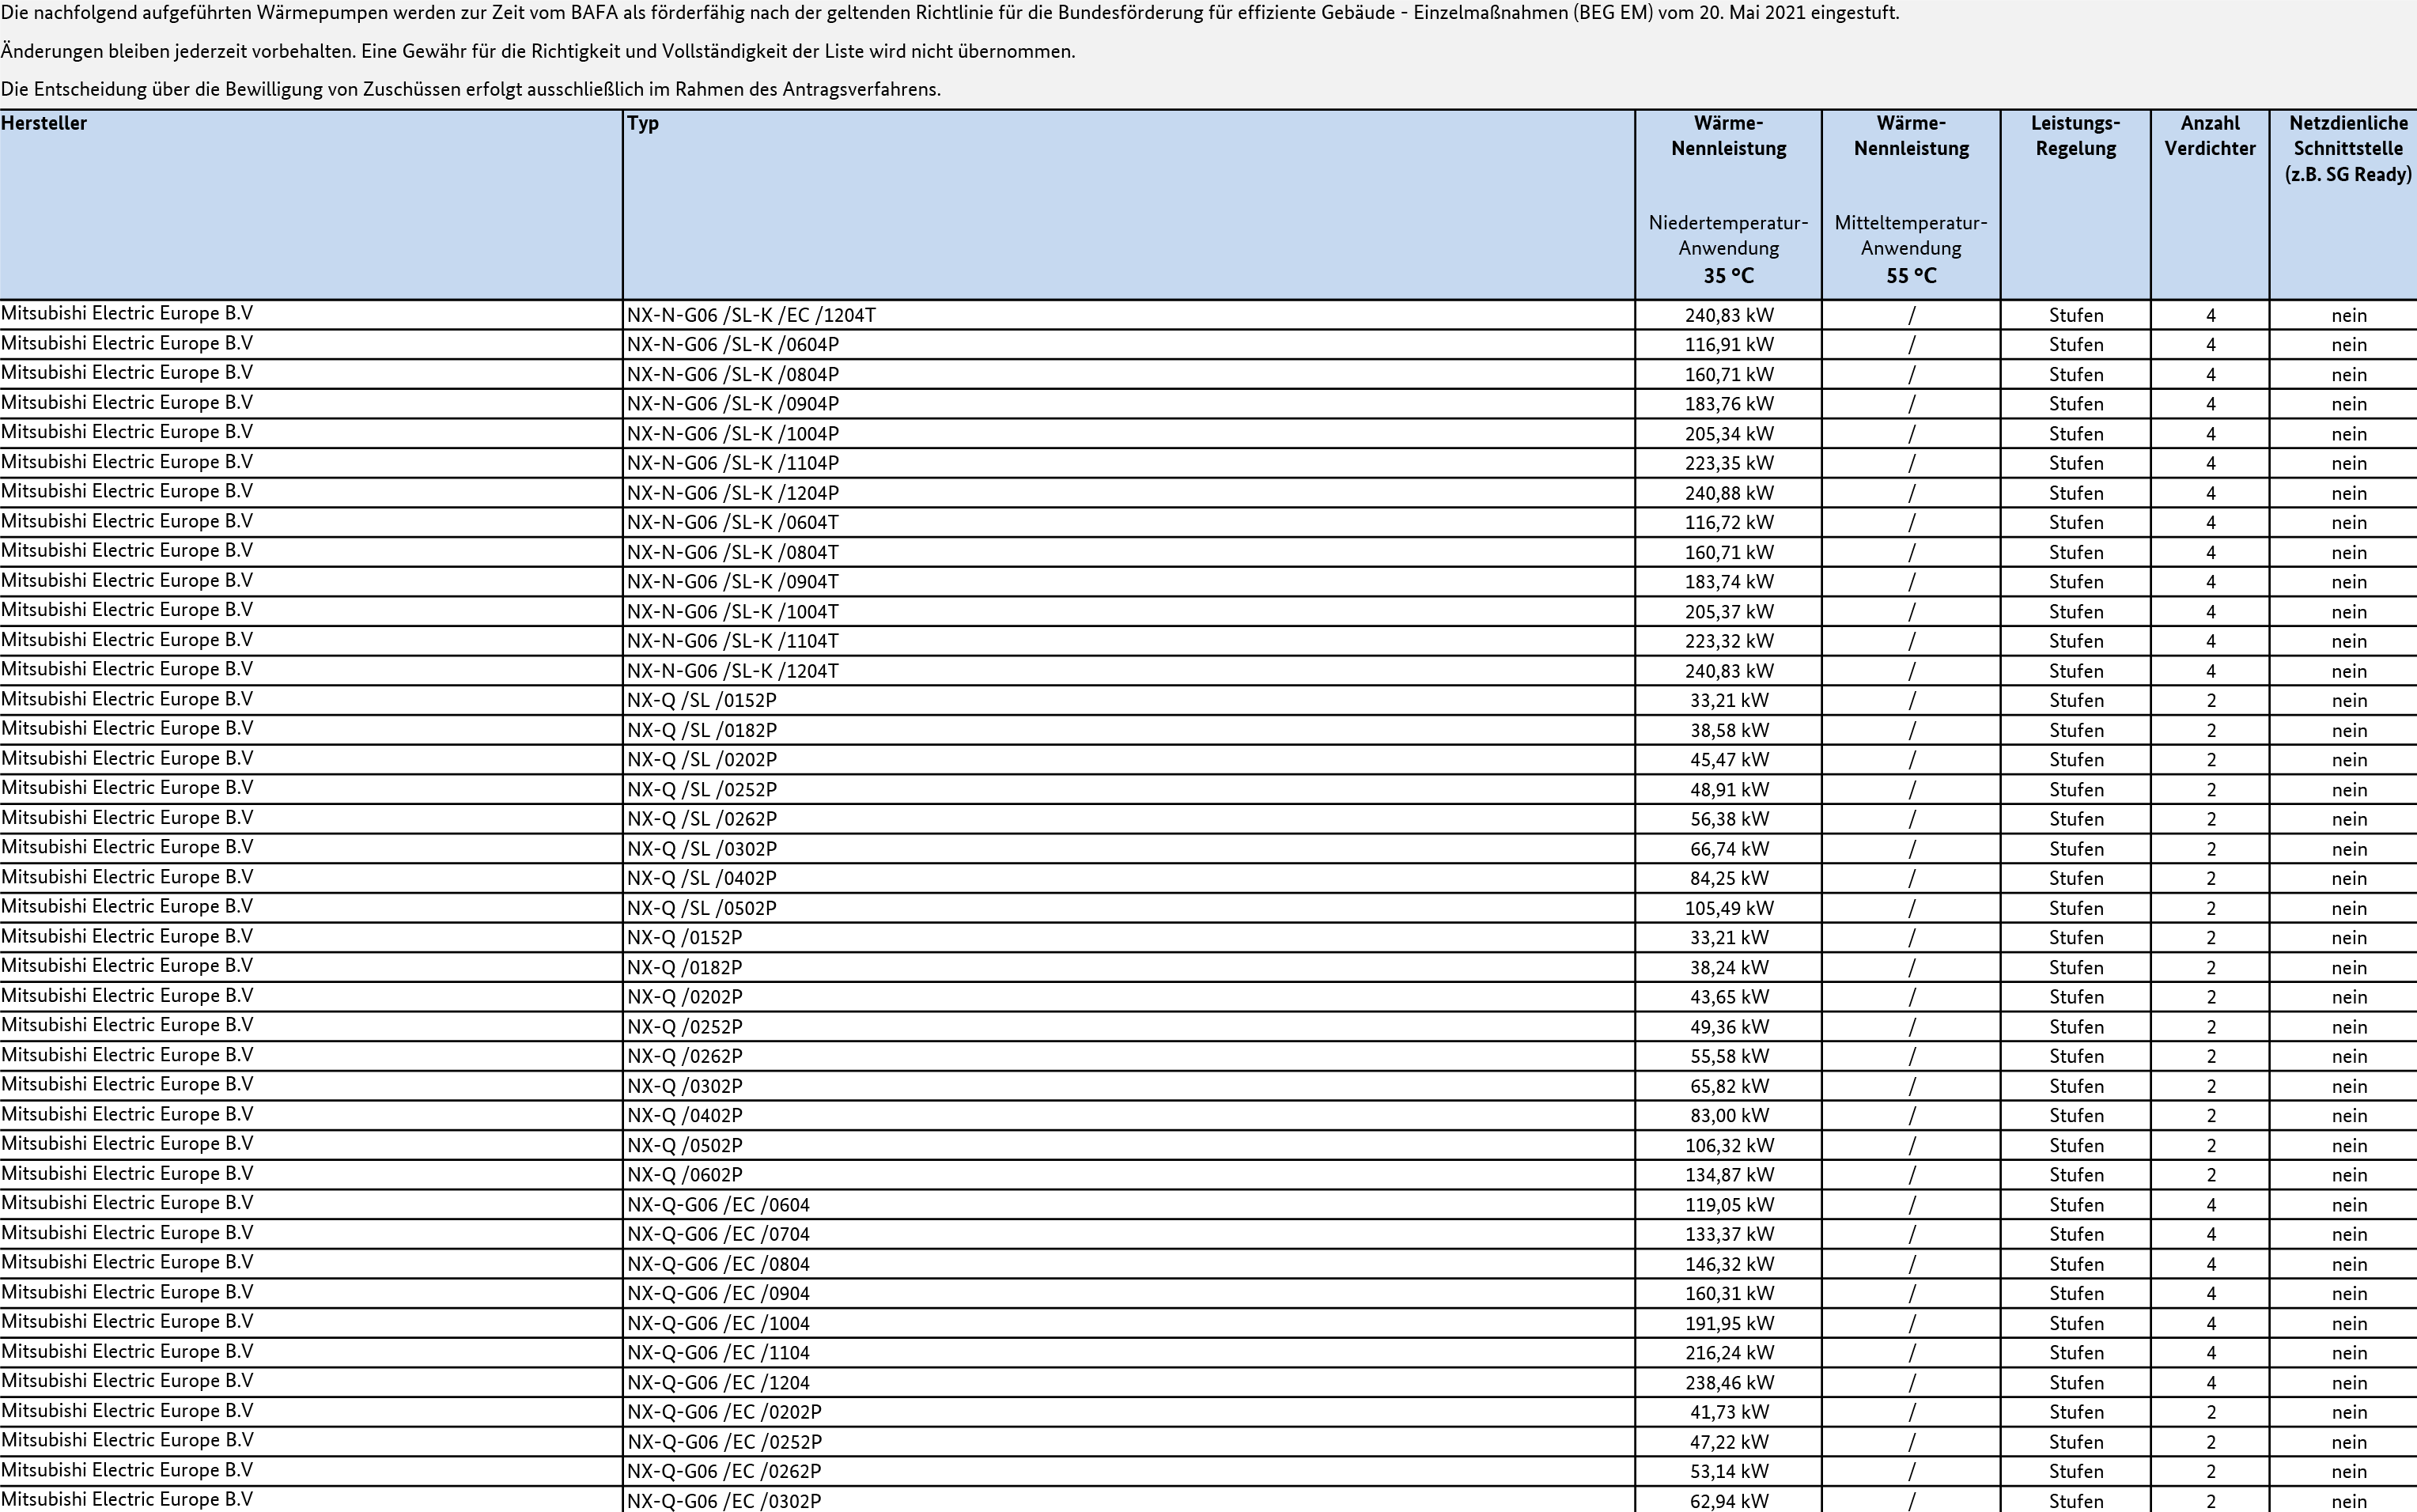 Die nachfolgend aufgeführten Wärmepumpen werden zur Zeit vom BAFA als förderfähig nach der geltenden Richtlinie für die Bundesförderung für effiziente Gebäude - Einzelmaßnahmen (BEG EM) vom 20. Mai 2021 eingestuft.
Änderungen bleiben jederzeit vorbehalten. Eine Gewähr für die Richtigkeit und Vollständigkeit der Liste wird nicht übernommen.
Die Entscheidung über die Bewilligung von Zuschüssen erfolgt ausschließlich im Rahmen des Antragsverfahrens.
Hersteller Typ Wärme- Wärme- Leistungs- Anzahl Netzdienliche
Nennleistung Nennleistung Regelung Verdichter Schnittstelle
(z.B. SG Ready)
Niedertemperatur- Mitteltemperatur-
Anwendung Anwendung
35 °C 55 °C
Mitsubishi Electric Europe B.V NX-N-G06 /SL-K /EC /1204T 240,83 kW / Stufen 4 nein
Mitsubishi Electric Europe B.V NX-N-G06 /SL-K /0604P 116,91 kW / Stufen 4 nein
Mitsubishi Electric Europe B.V NX-N-G06 /SL-K /0804P 160,71 kW / Stufen 4 nein
Mitsubishi Electric Europe B.V NX-N-G06 /SL-K /0904P 183,76 kW / Stufen 4 nein
Mitsubishi Electric Europe B.V NX-N-G06 /SL-K /1004P 205,34 kW / Stufen 4 nein
Mitsubishi Electric Europe B.V NX-N-G06 /SL-K /1104P 223,35 kW / Stufen 4 nein
Mitsubishi Electric Europe B.V NX-N-G06 /SL-K /1204P 240,88 kW / Stufen 4 nein
Mitsubishi Electric Europe B.V NX-N-G06 /SL-K /0604T 116,72 kW / Stufen 4 nein
Mitsubishi Electric Europe B.V NX-N-G06 /SL-K /0804T 160,71 kW / Stufen 4 nein
Mitsubishi Electric Europe B.V NX-N-G06 /SL-K /0904T 183,74 kW / Stufen 4 nein
Mitsubishi Electric Europe B.V NX-N-G06 /SL-K /1004T 205,37 kW / Stufen 4 nein
Mitsubishi Electric Europe B.V NX-N-G06 /SL-K /1104T 223,32 kW / Stufen 4 nein
Mitsubishi Electric Europe B.V NX-N-G06 /SL-K /1204T 240,83 kW / Stufen 4 nein
Mitsubishi Electric Europe B.V NX-Q /SL /0152P 33,21 kW / Stufen 2 nein
Mitsubishi Electric Europe B.V NX-Q /SL /0182P 38,58 kW / Stufen 2 nein
Mitsubishi Electric Europe B.V NX-Q /SL /0202P 45,47 kW / Stufen 2 nein
Mitsubishi Electric Europe B.V NX-Q /SL /0252P 48,91 kW / Stufen 2 nein
Mitsubishi Electric Europe B.V NX-Q /SL /0262P 56,38 kW / Stufen 2 nein
Mitsubishi Electric Europe B.V NX-Q /SL /0302P 66,74 kW / Stufen 2 nein
Mitsubishi Electric Europe B.V NX-Q /SL /0402P 84,25 kW / Stufen 2 nein
Mitsubishi Electric Europe B.V NX-Q /SL /0502P 105,49 kW / Stufen 2 nein
Mitsubishi Electric Europe B.V NX-Q /0152P 33,21 kW / Stufen 2 nein
Mitsubishi Electric Europe B.V NX-Q /0182P 38,24 kW / Stufen 2 nein
Mitsubishi Electric Europe B.V NX-Q /0202P 43,65 kW / Stufen 2 nein
Mitsubishi Electric Europe B.V NX-Q /0252P 49,36 kW / Stufen 2 nein
Mitsubishi Electric Europe B.V NX-Q /0262P 55,58 kW / Stufen 2 nein
Mitsubishi Electric Europe B.V NX-Q /0302P 65,82 kW / Stufen 2 nein
Mitsubishi Electric Europe B.V NX-Q /0402P 83,00 kW / Stufen 2 nein
Mitsubishi Electric Europe B.V NX-Q /0502P 106,32 kW / Stufen 2 nein
Mitsubishi Electric Europe B.V NX-Q /0602P 134,87 kW / Stufen 2 nein
Mitsubishi Electric Europe B.V NX-Q-G06 /EC /0604 119,05 kW / Stufen 4 nein
Mitsubishi Electric Europe B.V NX-Q-G06 /EC /0704 133,37 kW / Stufen 4 nein
Mitsubishi Electric Europe B.V NX-Q-G06 /EC /0804 146,32 kW / Stufen 4 nein
Mitsubishi Electric Europe B.V NX-Q-G06 /EC /0904 160,31 kW / Stufen 4 nein
Mitsubishi Electric Europe B.V NX-Q-G06 /EC /1004 191,95 kW / Stufen 4 nein
Mitsubishi Electric Europe B.V NX-Q-G06 /EC /1104 216,24 kW / Stufen 4 nein
Mitsubishi Electric Europe B.V NX-Q-G06 /EC /1204 238,46 kW / Stufen 4 nein
Mitsubishi Electric Europe B.V NX-Q-G06 /EC /0202P 41,73 kW / Stufen 2 nein
Mitsubishi Electric Europe B.V NX-Q-G06 /EC /0252P 47,22 kW / Stufen 2 nein
Mitsubishi Electric Europe B.V NX-Q-G06 /EC /0262P 53,14 kW / Stufen 2 nein
Mitsubishi Electric Europe B.V NX-Q-G06 /EC /0302P 62,94 kW / Stufen 2 nein